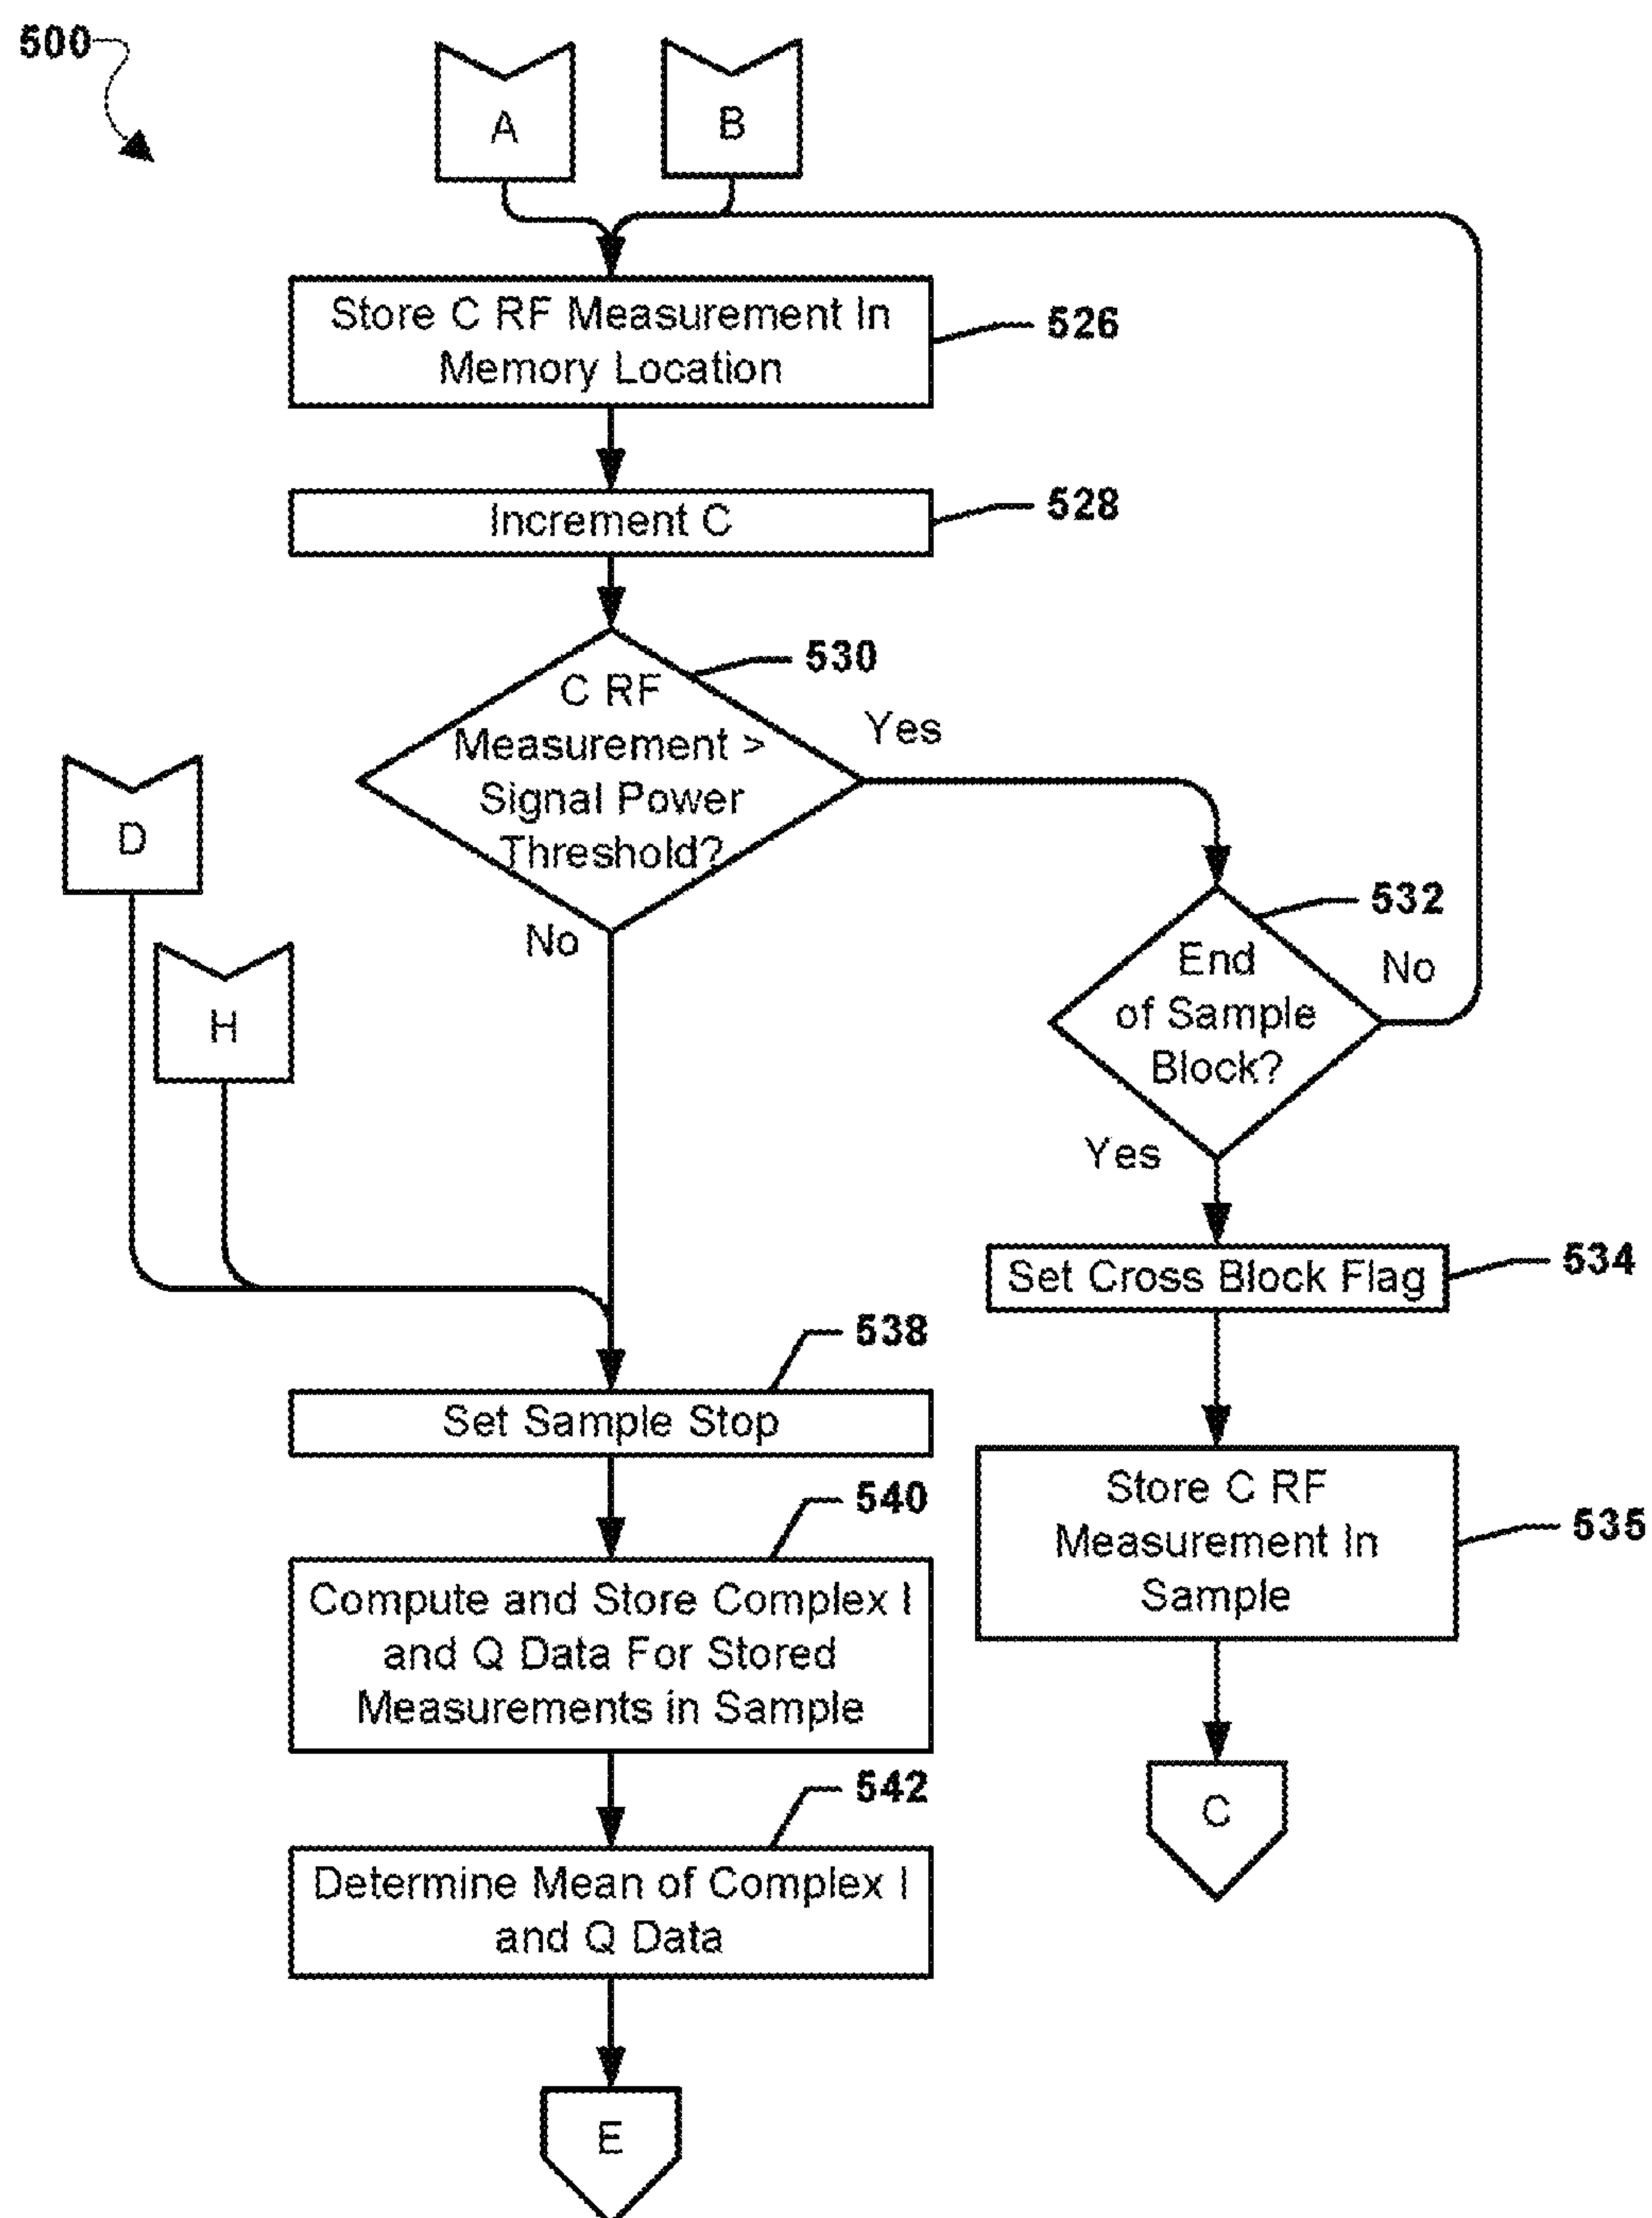 500
A
B
Store C RF Measurement In
Memory Location
526
Increment C
528
530
C RF
Measurement >
Signal Power
Threshold?
Yes
No
D
H
532
End
of Sample
Block?
No
Yes
Set Cross Block Flag
534
538
Set Sample Stop
Store C RF
Measurement In
Sample
535
540
Compute and Store Complex I
and Q Data For Stored
Measurements in Sample
C
542
Determine Mean of Complex I
and Q Data
E